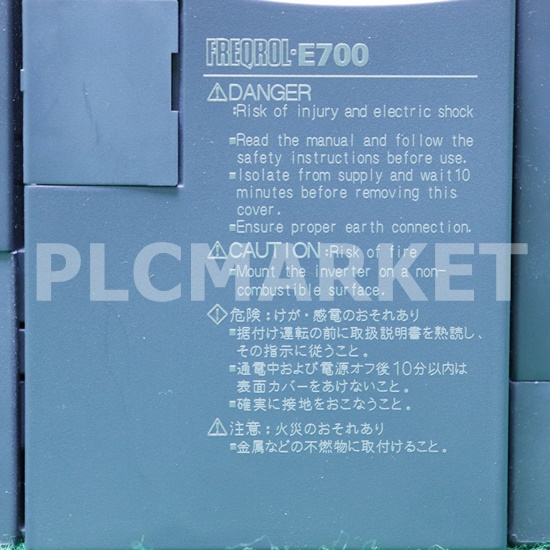 FREQROL-E700
⚠DANGER
:Risk of injury and electric shock
■Read the manual and follow the
safety instructions before use.
■Isolate from supply and wait 10
minutes before removing this
cover.
■Ensure proper earth connection.
⚠CAUTION:Risk of fire
■Mount the inverter on a non-
combustible surface.
PLCMARKET
危険：けが・感電のおそれあり
■据付け運転の前に取扱説明書を熟読し、
その指示に従うこと。
■通電中および電源オフ後10分以内は
表面カバーをあけないこと。
■確実に接地をおこなうこと。
⚠注意：火災のおそれあり
■金属などの不燃物に取付けること。